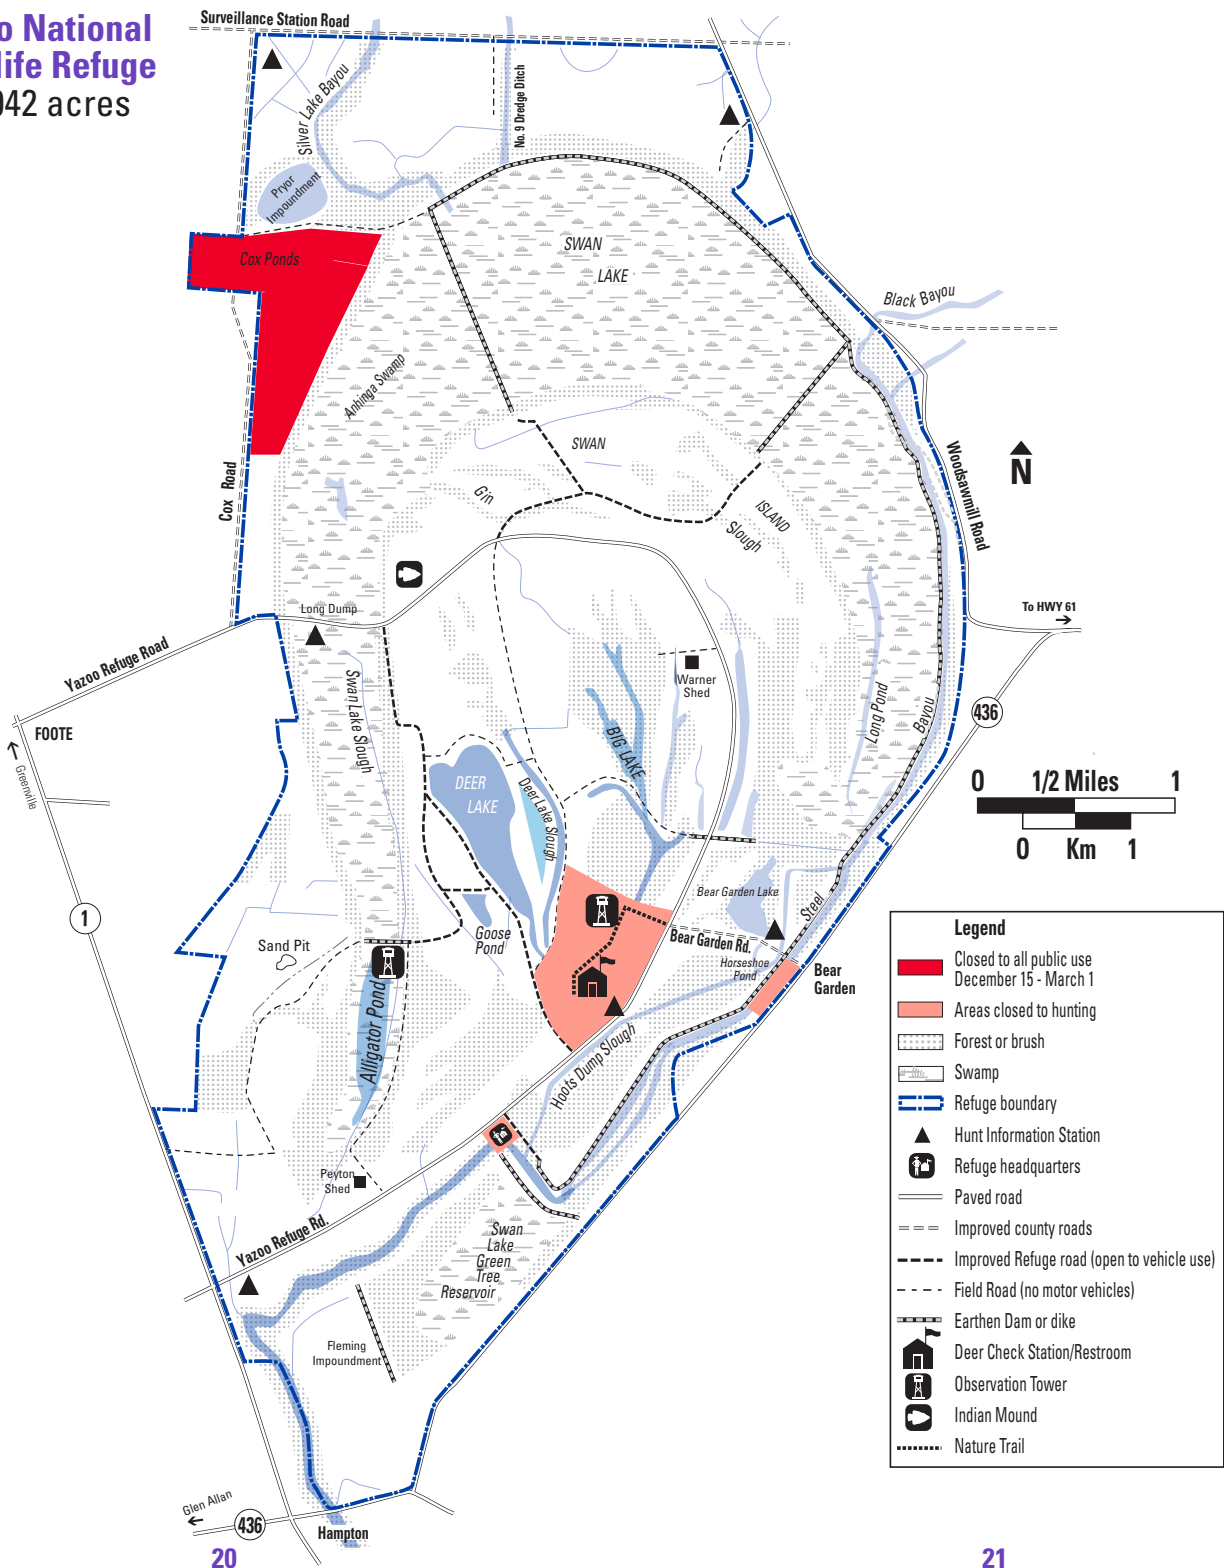 o National
life Refuge
042 acres
Surveillance Station Road
Silver Lake Bayou
No. 9 Dredge Ditch
Pryor
Impoundment
Cox Ponds
SWAN
LAKE
Black Bayou
Anhinga Swamp
SWAN
ISLAND
Gin
Slough
Cox Road
Woodsawmill Road
N
Long Dump
To HWY 61
Yazoo Refuge Road
Swan Lake Slough
Warner
Shed
Long Pond
Bayou
436
FOOTE
Greenville
BIG LAKE
DEER
LAKE
Deer Lake Slough
0 1/2 Miles 1
0 Km 1
1
Bear Garden Lake
Steel
Sand Pit
Goose
Pond
Bear Garden Rd.
Horseshoe
Pond
Bear
Garden
Alligator Pond
Hoots Dump Slough
Peyton
Shed
Yazoo Refuge Rd.
Swan
Lake
Green
Tree
Reservoir
Fleming
Impoundment
Glen Allan
436
Hampton
Legend
Closed to all public use
December 15 - March 1
Areas closed to hunting
Forest or brush
Swamp
Refuge boundary
Hunt Information Station
Refuge headquarters
Paved road
Improved county roads
Improved Refuge road (open to vehicle use)
Field Road (no motor vehicles)
Earthen Dam or dike
Deer Check Station/Restroom
Observation Tower
Indian Mound
Nature Trail
20
21